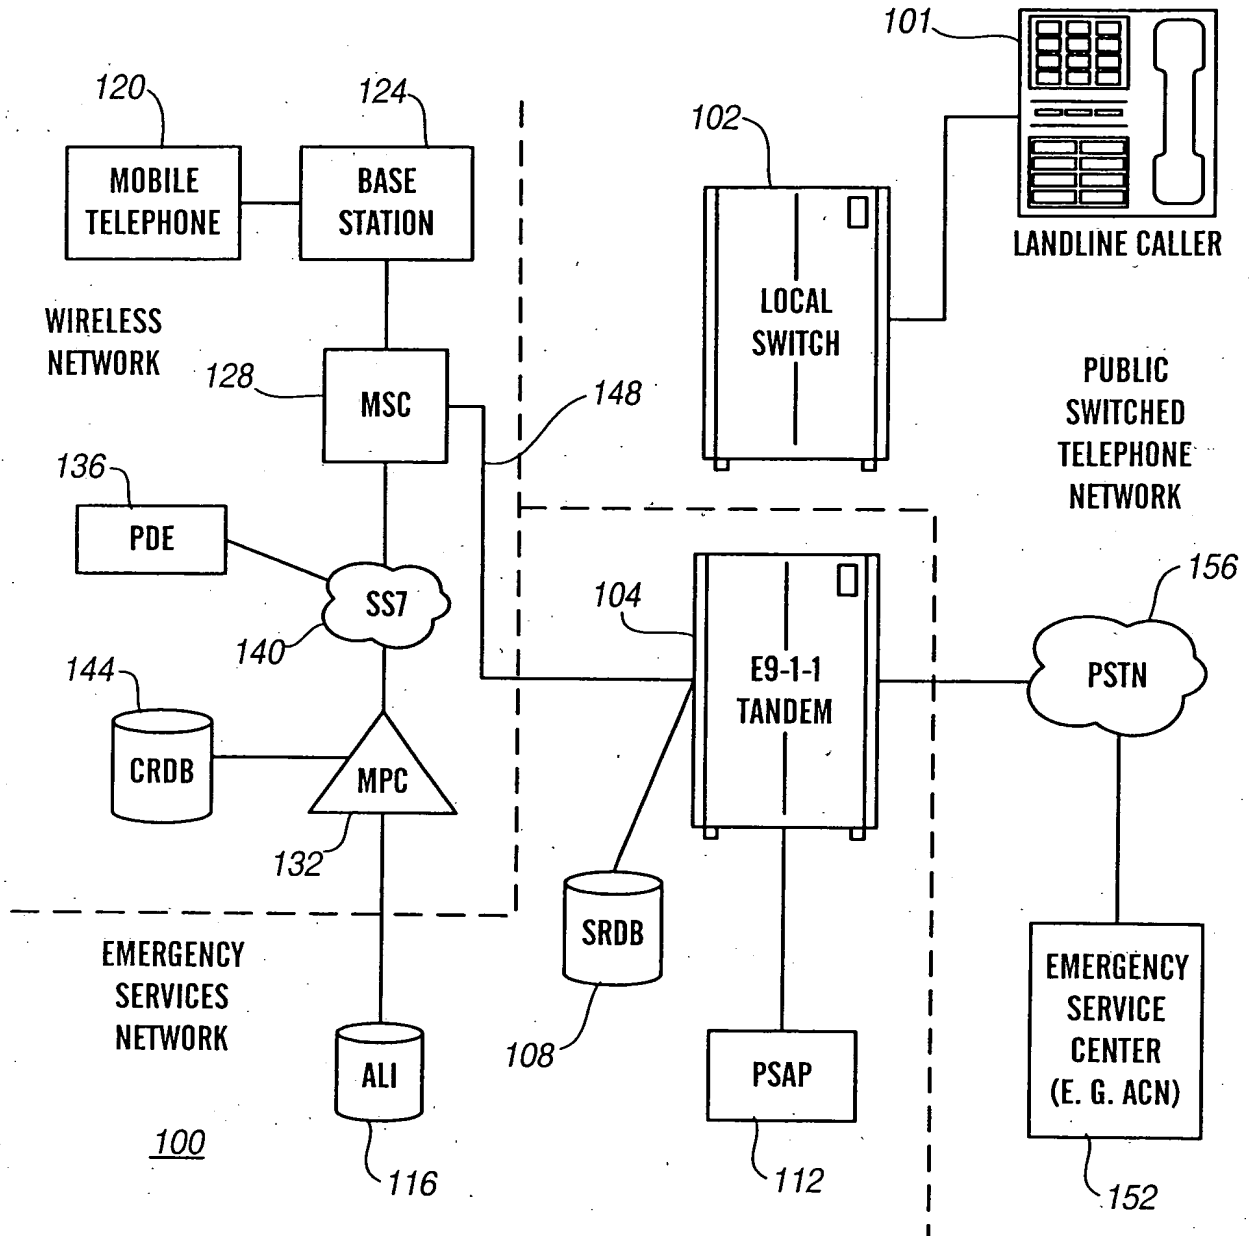 101
120
124
102
MOBILE
TELEPHONE
BASE
STATION
LANDLINE CALLER
WIRELESS
NETWORK
LOCAL
SWITCH
128
MSC
148
PUBLIC
SWITCHED
TELEPHONE
NETWORK
136
PDE
SS7
140
104
156
144
CRDB
MPC
132
E9-1-1
TANDEM
PSTN
EMERGENCY
SERVICES
NETWORK
SRDB
108
EMERGENCY
SERVICE
CENTER
(E. G. ACN)
ALI
PSAP
100
116
112
152